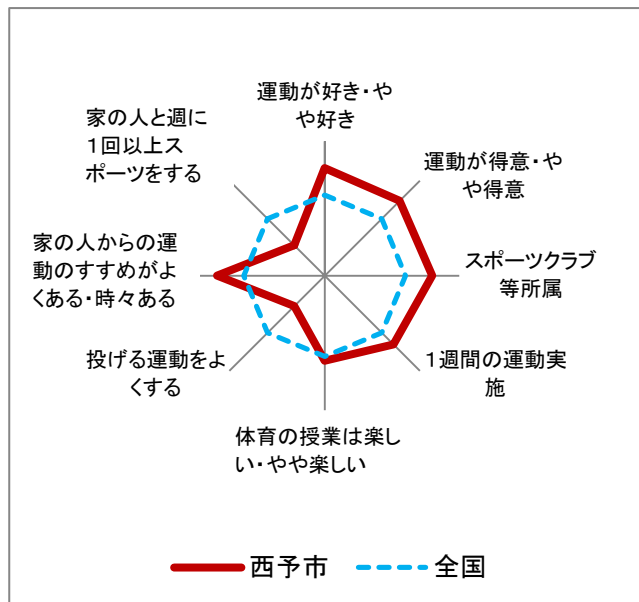 運動が好き・や
や好き
運動が得意・や
や得意
スポーツクラブ
等所属
1週間の運動実
施
体育の授業は楽し
い・やや楽しい
投げる運動をよ
くする
家の人からの運
動のすすめがよ
くある・時々ある
家の人と週に
1回以上ス
ポーツをする
西予市
全国